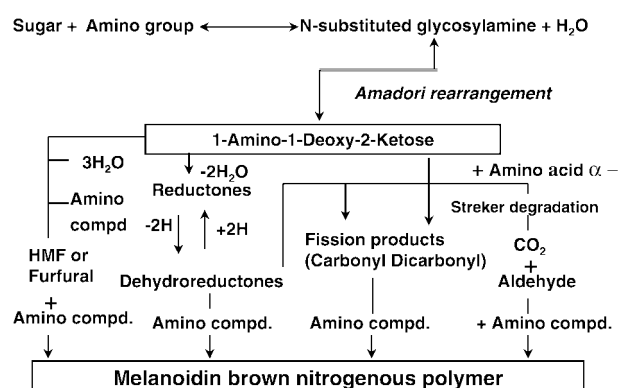 Sugar + Amino group N-substituted glycosylamine + H₂O
Amadori rearrangement
1-Amino-1-Deoxy-2-Ketose
3H₂O
-2H₂O
+ Amino acid α −
Reductones
Amino
compd
Streker degradation
-2H
+2H
Fission products
(Carbonyl Dicarbonyl)
CO₂
+
Aldehyde
HMF or
Furfural
+
Dehydroreductones
Amino compd.
Amino compd.
Amino compd.
+ Amino compd.
Melanoidin brown nitrogenous polymer